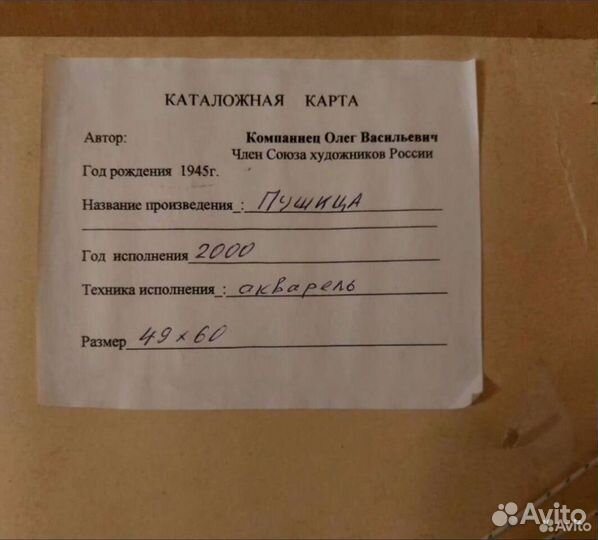 КАТАЛОЖНАЯ КАРТА
Автор: Компаниец Олег Васильевич
Член Союза художников России
Год рождения 1945г.
Название произведения : Пушица
Год исполнения 2000
Техника исполнения : акварель
Размер 49 x 60
Avito
Avito